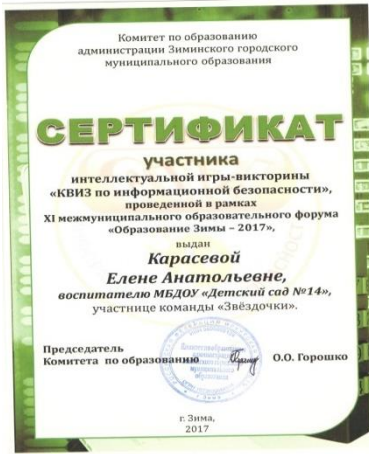 Комитет по образованию
администрации Зиминского городского
муниципального образования
СЕРТИФИКАТ
участника
интеллектуальной игры-викторины
«КВИЗ по информационной безопасности»,
проведенной в рамках
XI межмуниципального образовательного форума
«Образование Зимы – 2017»,
выдан
Карасевой
Елене Анатольевне,
воспитателю МБДОУ «Детский сад №14»,
участнице команды «Звёздочки».
Председатель
Комитета по образованию О.О. Горошко
г. Зима,
2017